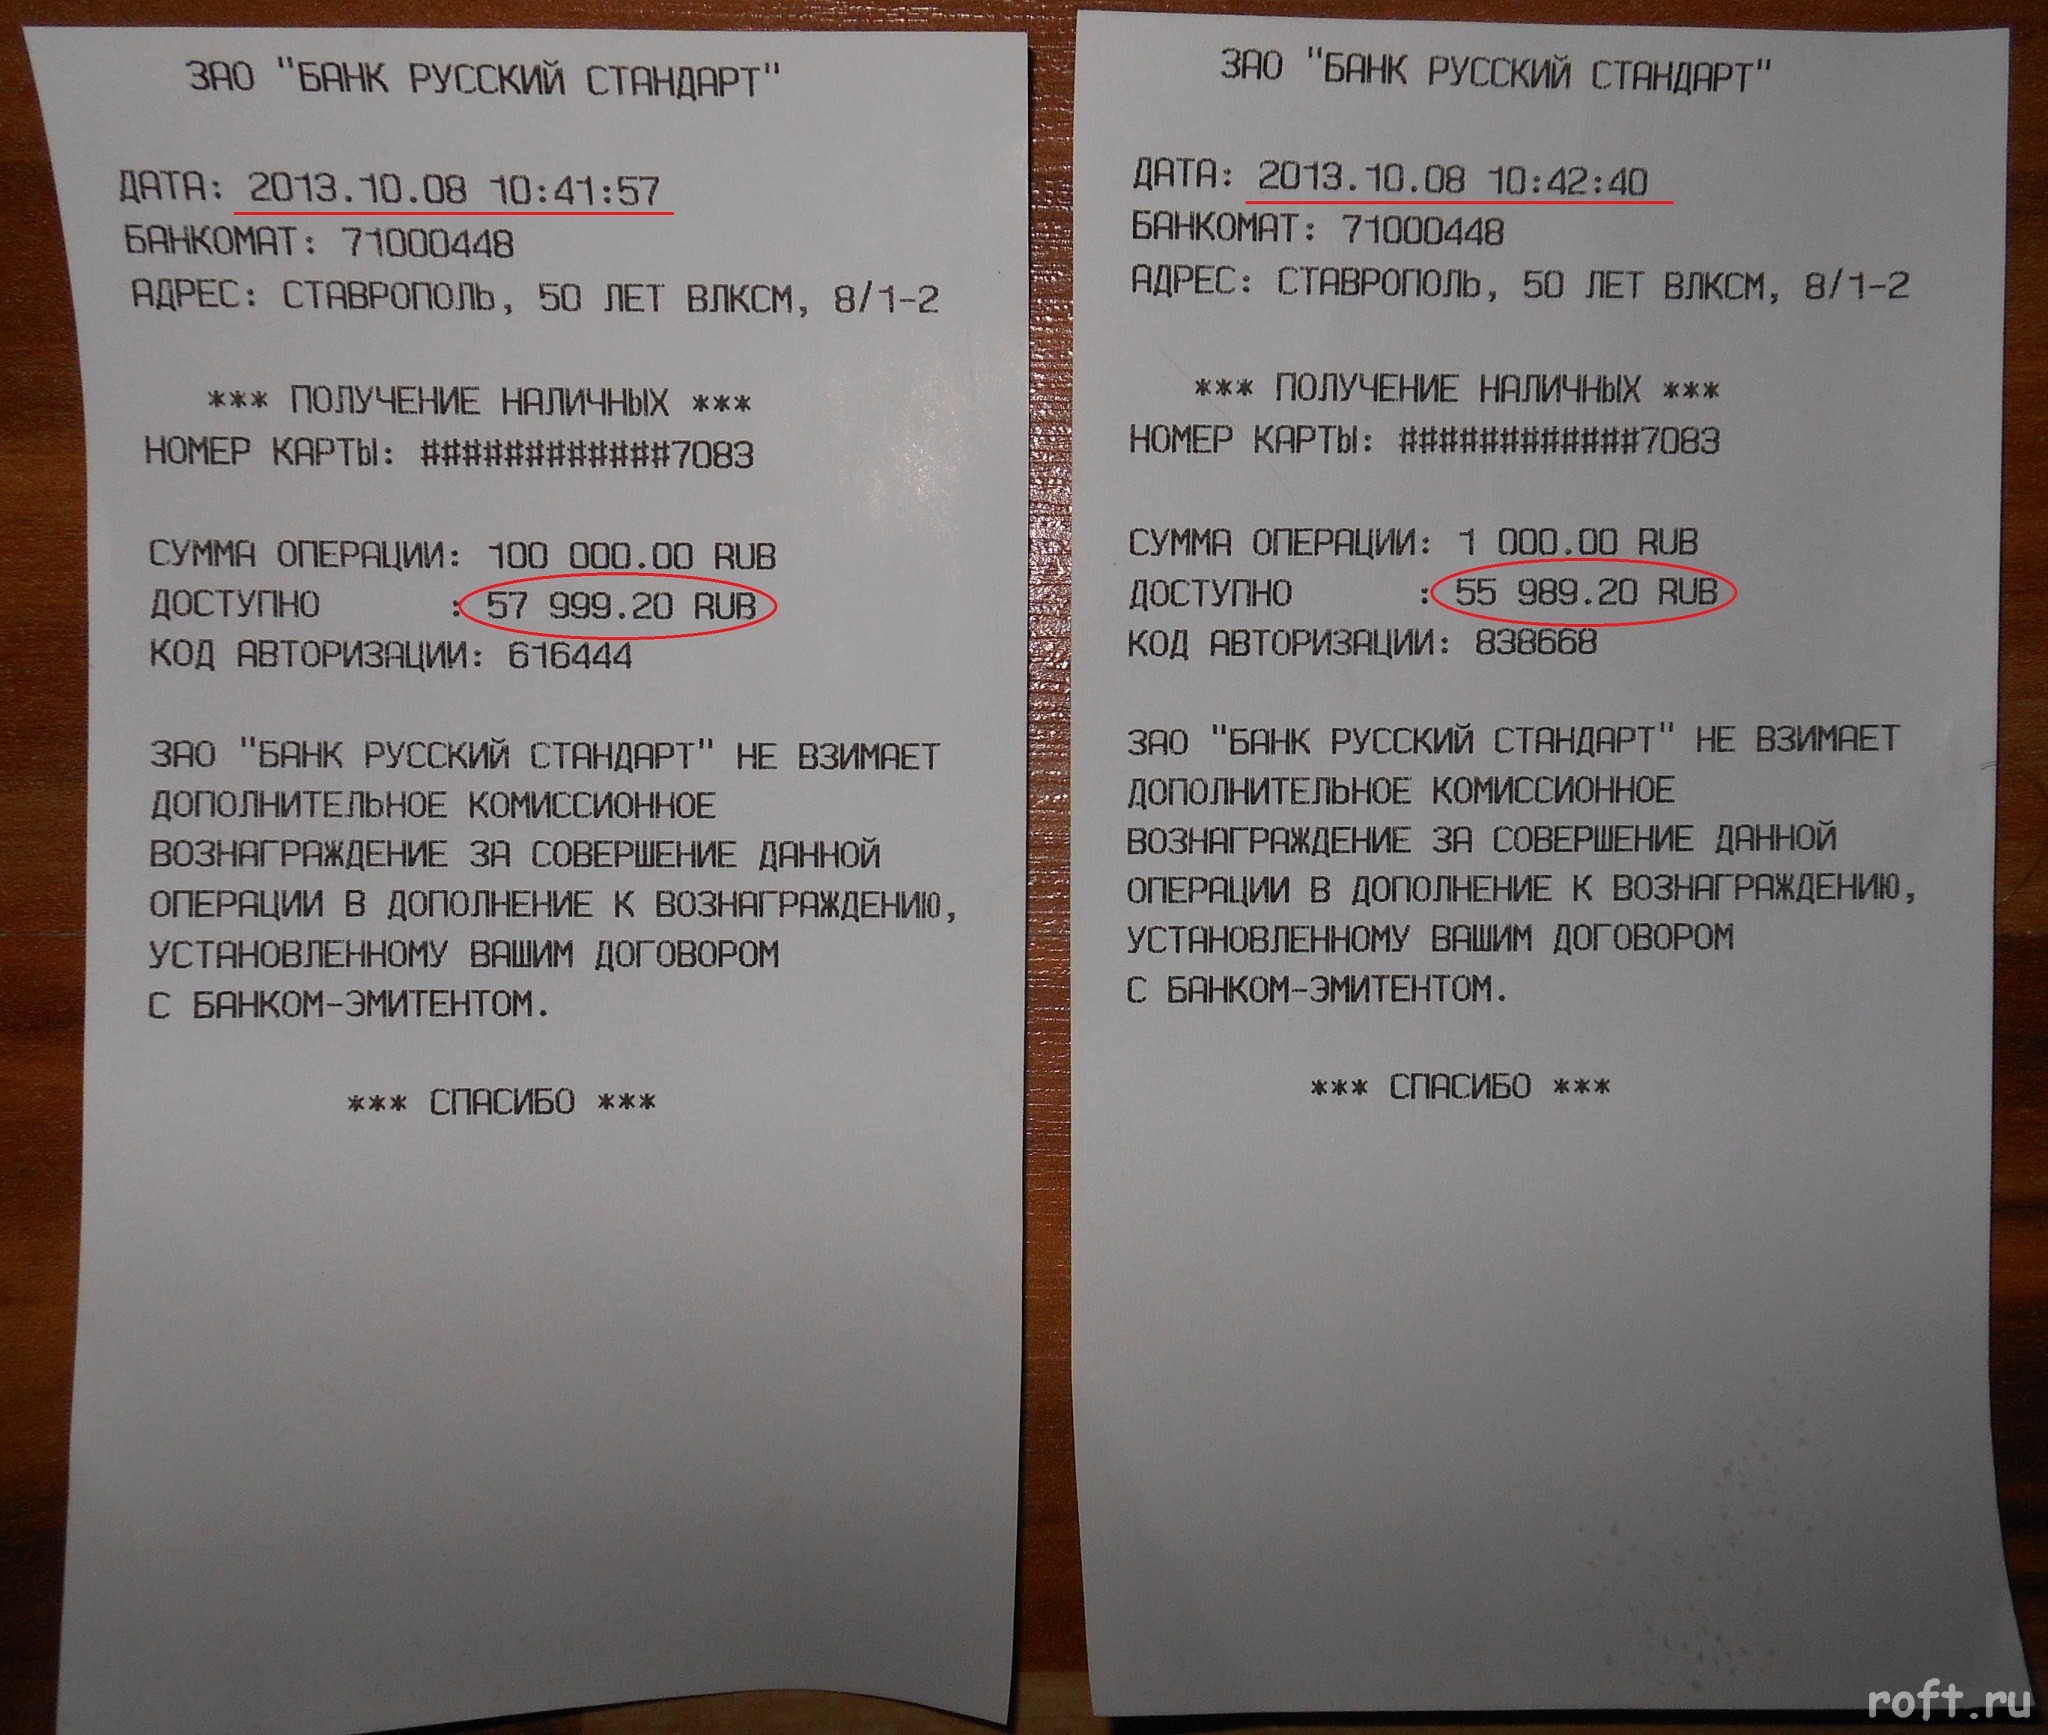 ЗАО "БАНК РУССКИЙ СТАНДАРТ"
ДАТА: 2013.10.08 10:41:57
БАНКОМАТ: 71000448
АДРЕС: СТАВРОПОЛЬ, 50 ЛЕТ ВЛКСМ, 8/1-2
*** ПОЛУЧЕНИЕ НАЛИЧНЫХ ***
НОМЕР КАРТЫ: ############7083
СУММА ОПЕРАЦИИ: 100 000.00 RUB
ДОСТУПНО : 57 999.20 RUB
КОД АВТОРИЗАЦИИ: 616444
ЗАО "БАНК РУССКИЙ СТАНДАРТ" НЕ ВЗИМАЕТ
ДОПОЛНИТЕЛЬНОЕ КОМИССИОННОЕ
ВОЗНАГРАЖДЕНИЕ ЗА СОВЕРШЕНИЕ ДАННОЙ
ОПЕРАЦИИ В ДОПОЛНЕНИЕ К ВОЗНАГРАЖДЕНИЮ,
УСТАНОВЛЕННОМУ ВАШИМ ДОГОВОРОМ
С БАНКОМ-ЭМИТЕНТОМ.
*** СПАСИБО ***
ЗАО "БАНК РУССКИЙ СТАНДАРТ"
ДАТА: 2013.10.08 10:42:40
БАНКОМАТ: 71000448
АДРЕС: СТАВРОПОЛЬ, 50 ЛЕТ ВЛКСМ, 8/1-2
*** ПОЛУЧЕНИЕ НАЛИЧНЫХ ***
НОМЕР КАРТЫ: ############7083
СУММА ОПЕРАЦИИ: 1 000.00 RUB
ДОСТУПНО : 55 989.20 RUB
КОД АВТОРИЗАЦИИ: 838668
ЗАО "БАНК РУССКИЙ СТАНДАРТ" НЕ ВЗИМАЕТ
ДОПОЛНИТЕЛЬНОЕ КОМИССИОННОЕ
ВОЗНАГРАЖДЕНИЕ ЗА СОВЕРШЕНИЕ ДАННОЙ
ОПЕРАЦИИ В ДОПОЛНЕНИЕ К ВОЗНАГРАЖДЕНИЮ,
УСТАНОВЛЕННОМУ ВАШИМ ДОГОВОРОМ
С БАНКОМ-ЭМИТЕНТОМ.
*** СПАСИБО ***
roft.ru